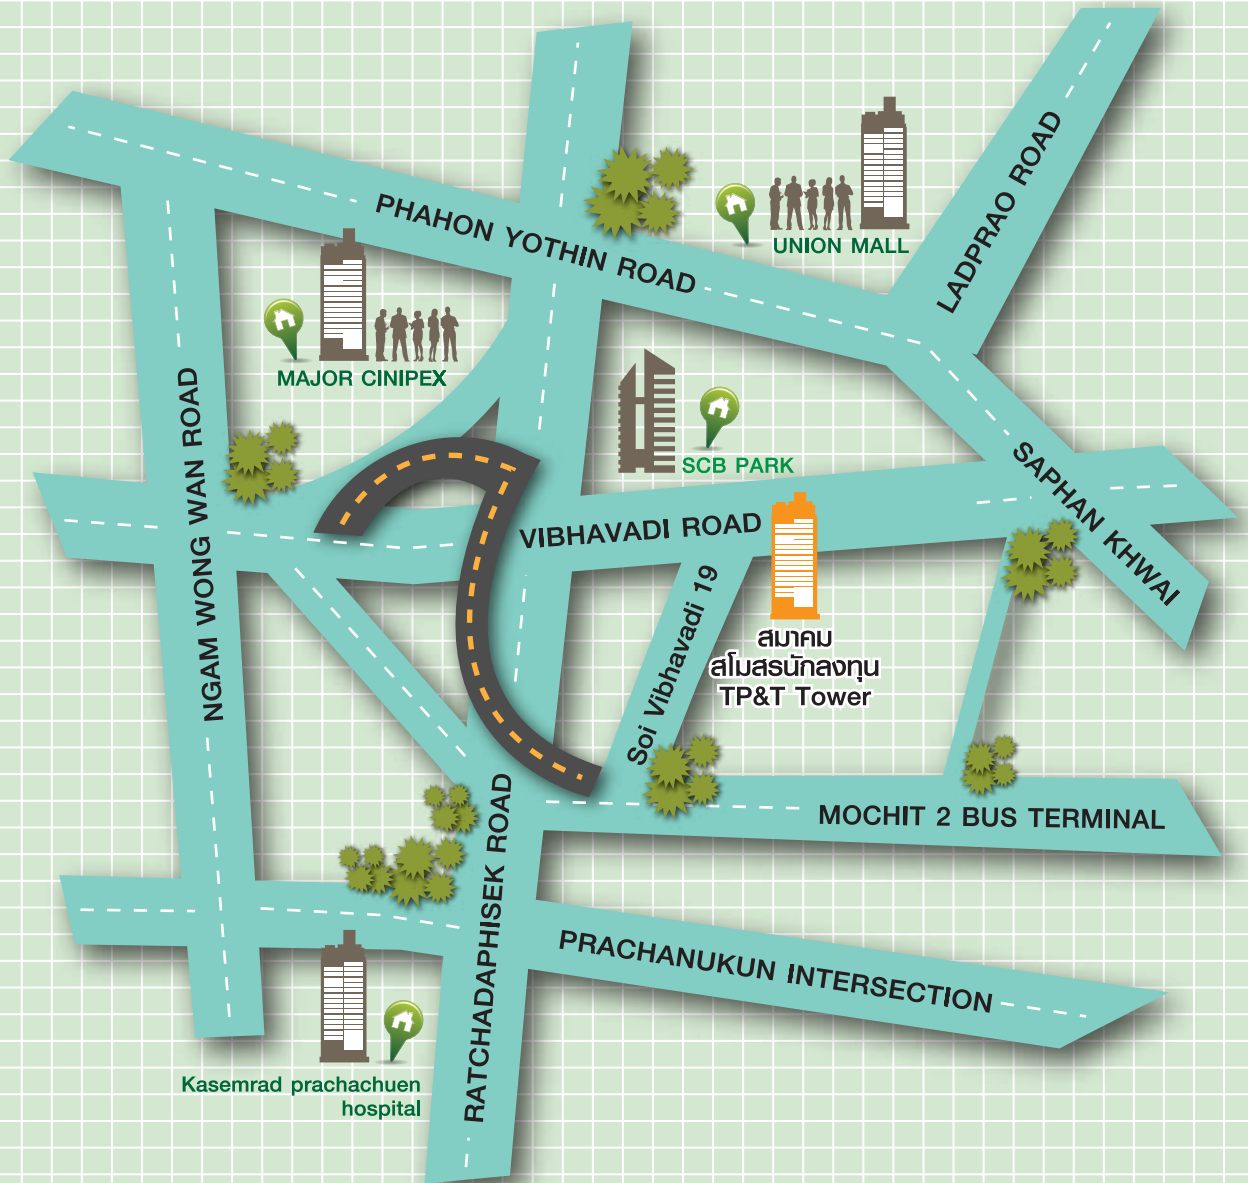 LADPRAO ROAD
PHAHON YOTHIN ROAD
UNION MALL
MAJOR CINIPEX
NGAM WONG WAN ROAD
SCB PARK
SAPHAN KHWAI
VIBHAVADI ROAD
Soi Vibhavadi 19
สมาคม
สโมสรนักลงทุน
TP&T Tower
MOCHIT 2 BUS TERMINAL
RATCHADAPHISEK ROAD
PRACHANUKUN INTERSECTION
Kasemrad prachachuen
hospital